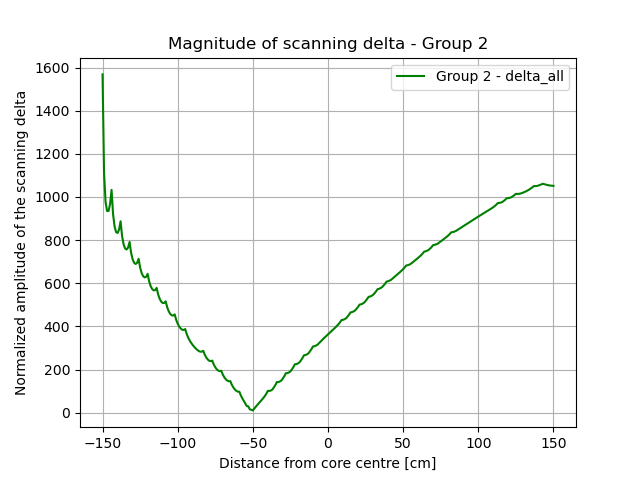 Magnitude of scanning delta - Group 2
Normalized amplitude of the scanning delta
1600
1400
1200
1000
800
600
400
200
0
Group 2 - delta_all
−150 −100 −50 0 50 100 150
Distance from core centre [cm]